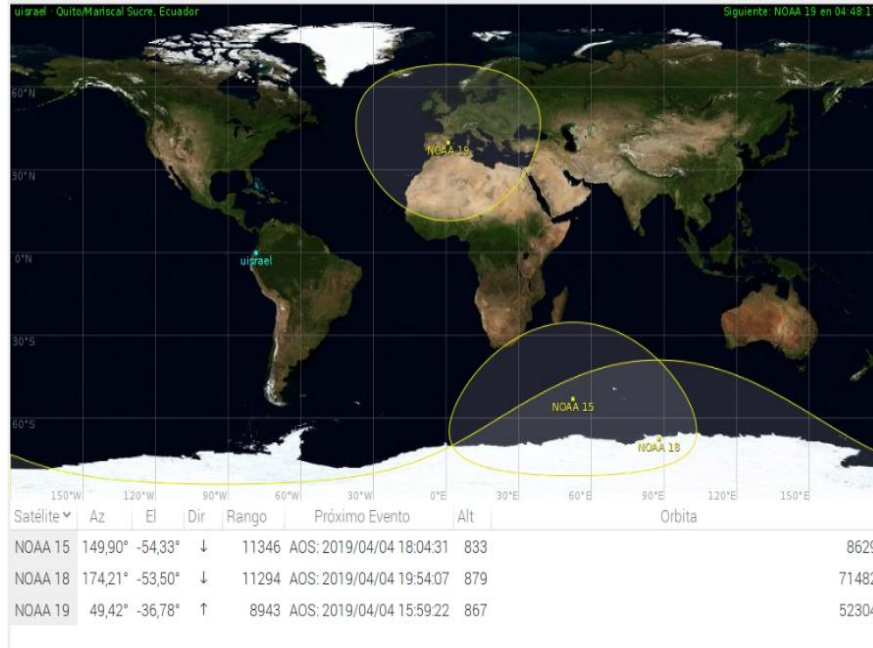 uisrael - Quito/Mariscal Sucre, Ecuador Siguiente: NOAA 19 en 04:48:1
60°N
NOAA 19
30°N
0°N
uisrael
30°S
NOAA 15
60°S
NOAA 18
150°W 120°W 90°W 60°W 30°W 0°E 30°E 60°E 90°E 120°E 150°E
Satélite Az El Dir Rango Próximo Evento Alt Orbita
NOAA 15 149,90° -54,33° ↓ 11346 AOS: 2019/04/04 18:04:31 833 8629
NOAA 18 174,21° -53,50° ↓ 11294 AOS: 2019/04/04 19:54:07 879 71482
NOAA 19 49,42° -36,78° ↑ 8943 AOS: 2019/04/04 15:59:22 867 52304